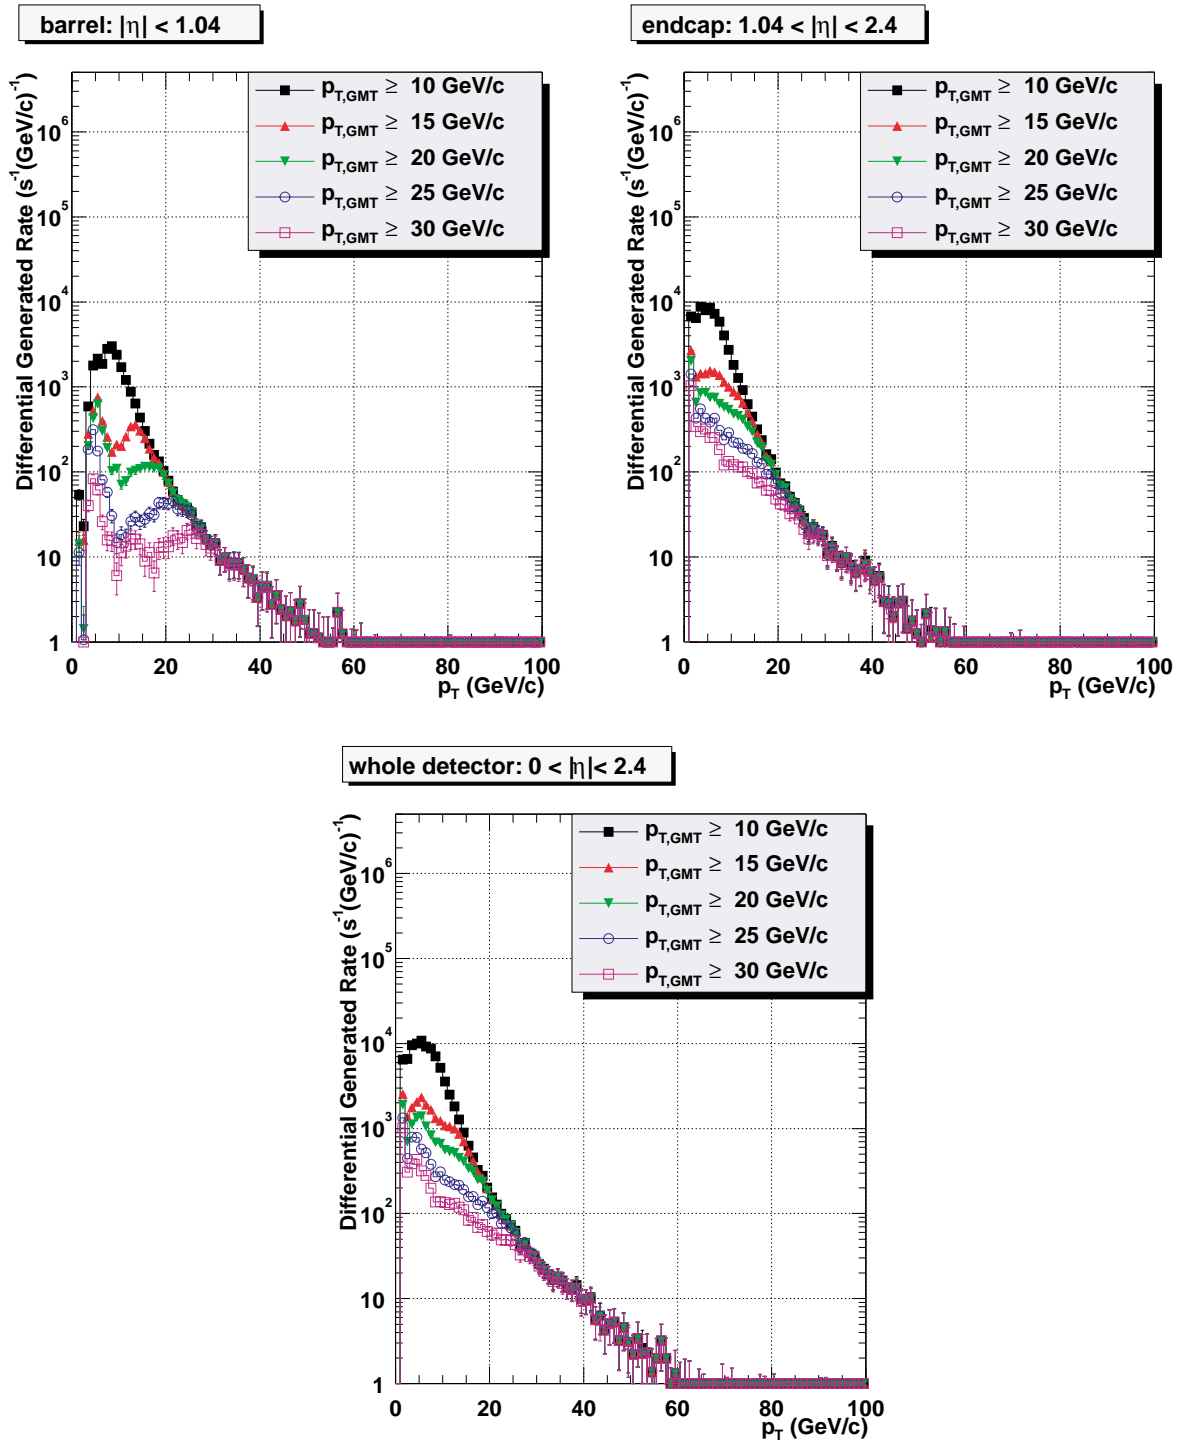 barrel: |η| < 1.04
Differential Generated Rate (s⁻¹(GeV/c)⁻¹)
p_T,GMT ≥ 10 GeV/c
p_T,GMT ≥ 15 GeV/c
p_T,GMT ≥ 20 GeV/c
p_T,GMT ≥ 25 GeV/c
p_T,GMT ≥ 30 GeV/c
10⁶
10⁵
10⁴
10³
10²
10
1
0 20 40 60 80 100
p_T (GeV/c)
endcap: 1.04 < |η| < 2.4
Differential Generated Rate (s⁻¹(GeV/c)⁻¹)
p_T,GMT ≥ 10 GeV/c
p_T,GMT ≥ 15 GeV/c
p_T,GMT ≥ 20 GeV/c
p_T,GMT ≥ 25 GeV/c
p_T,GMT ≥ 30 GeV/c
10⁶
10⁵
10⁴
10³
10²
10
1
0 20 40 60 80 100
p_T (GeV/c)
whole detector: 0 < |η| < 2.4
Differential Generated Rate (s⁻¹(GeV/c)⁻¹)
p_T,GMT ≥ 10 GeV/c
p_T,GMT ≥ 15 GeV/c
p_T,GMT ≥ 20 GeV/c
p_T,GMT ≥ 25 GeV/c
p_T,GMT ≥ 30 GeV/c
10⁶
10⁵
10⁴
10³
10²
10
1
0 20 40 60 80 100
p_T (GeV/c)